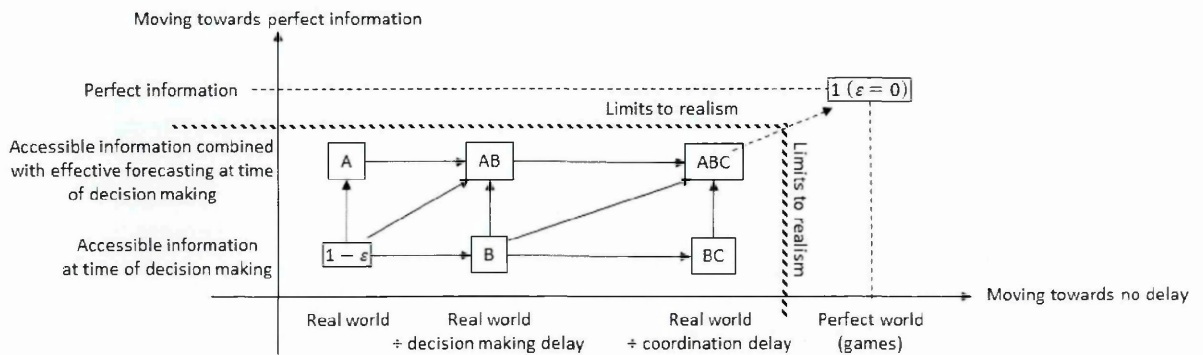 Moving towards perfect information
Perfect information
1 (ε = 0)
Limits to realism
Accessible information combined
with effective forecasting at time
of decision making
A
AB
ABC
Limits to realism
Accessible information
at time of decision making
1 − ε
B
BC
Moving towards no delay
Real world
Real world
÷ decision making delay
Real world
÷ coordination delay
Perfect world
(games)